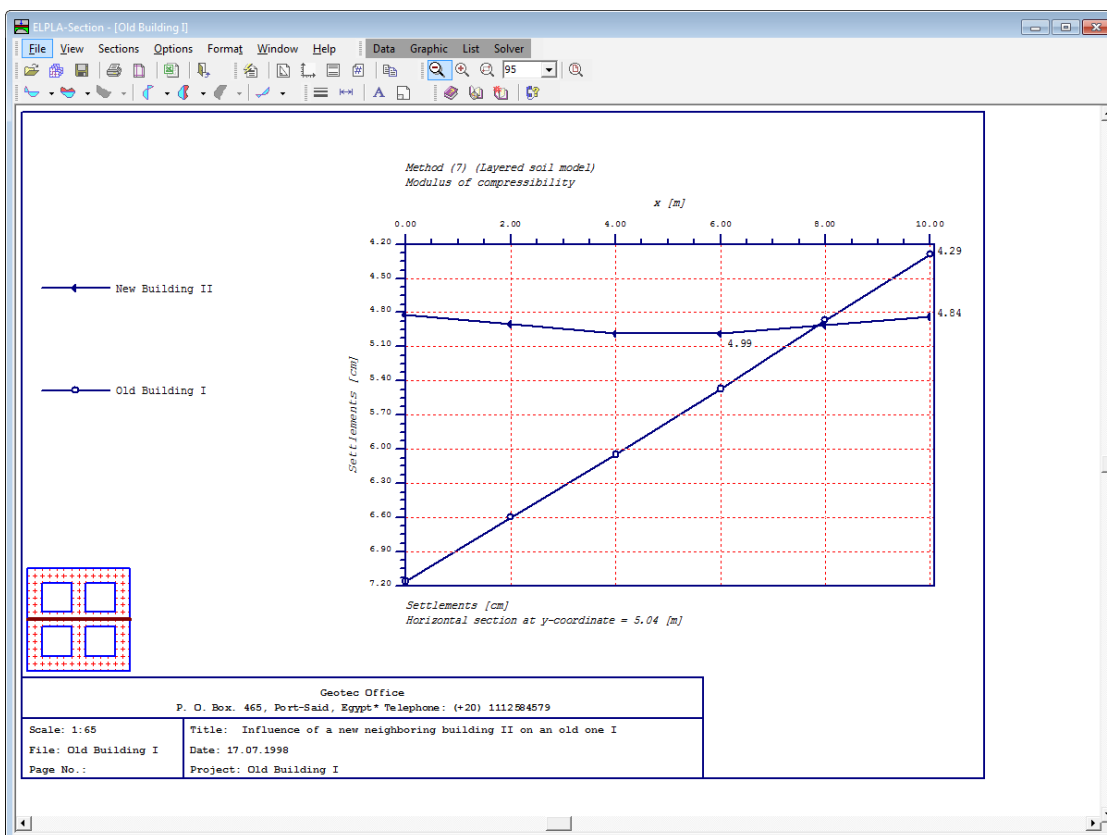 ELPLA-Section - [Old Building I]
File View Sections Options Format Window Help Data Graphic List Solver
95
A
Method (7) (Layered soil model)
Modulus of compressibility
x [m]
0.00 2.00 4.00 6.00 8.00 10.00
4.20
4.29
4.50
New Building II
4.80
4.84
4.99
5.10
5.40
Old Building I
Settlements [cm]
5.70
6.00
6.30
6.60
6.90
7.20
Settlements [cm]
Horizontal section at y-coordinate = 5.04 [m]
Geotec Office
P. O. Box. 465, Port-Said, Egypt* Telephone: (+20) 1112584579
Scale: 1:65
Title: Influence of a new neighboring building II on an old one I
File: Old Building I
Date: 17.07.1998
Page No.:
Project: Old Building I